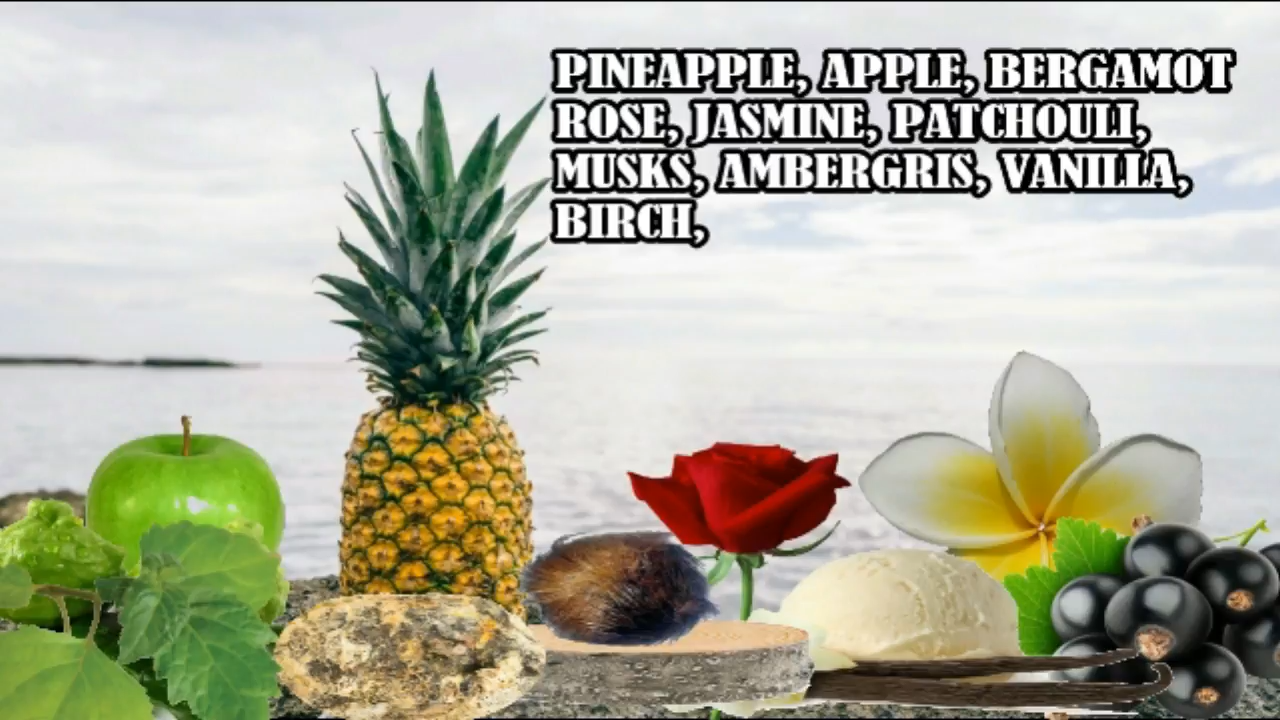 PINEAPPLE, APPLE, BERGAMOT
ROSE, JASMINE, PATCHOULI,
MUSKS, AMBERGRIS, VANILLA,
BIRCH,